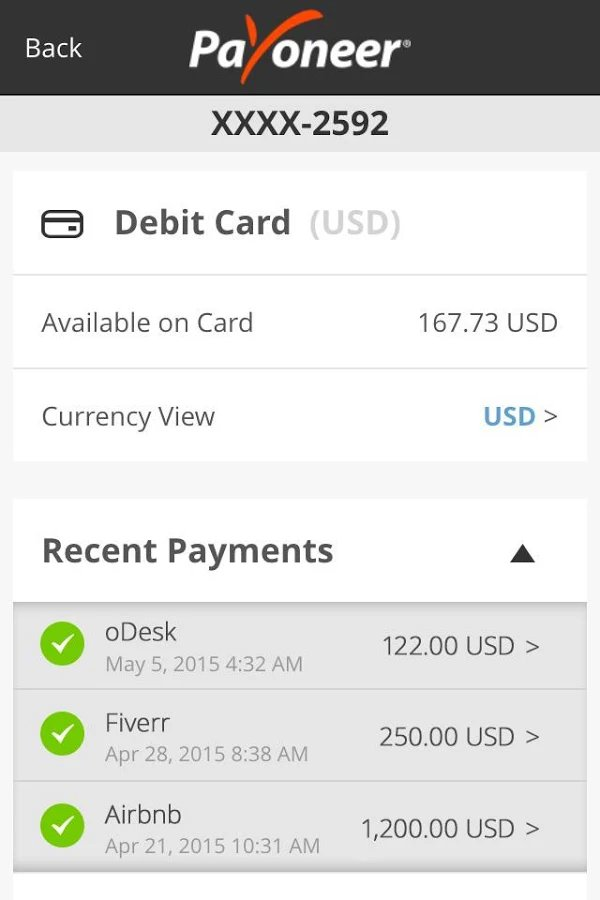 Back
Payoneer®
XXXX-2592
Debit Card (USD)
Available on Card 167.73 USD
Currency View USD >
Recent Payments
oDesk 122.00 USD >
May 5, 2015 4:32 AM
Fiverr 250.00 USD >
Apr 28, 2015 8:38 AM
Airbnb 1,200.00 USD >
Apr 21, 2015 10:31 AM